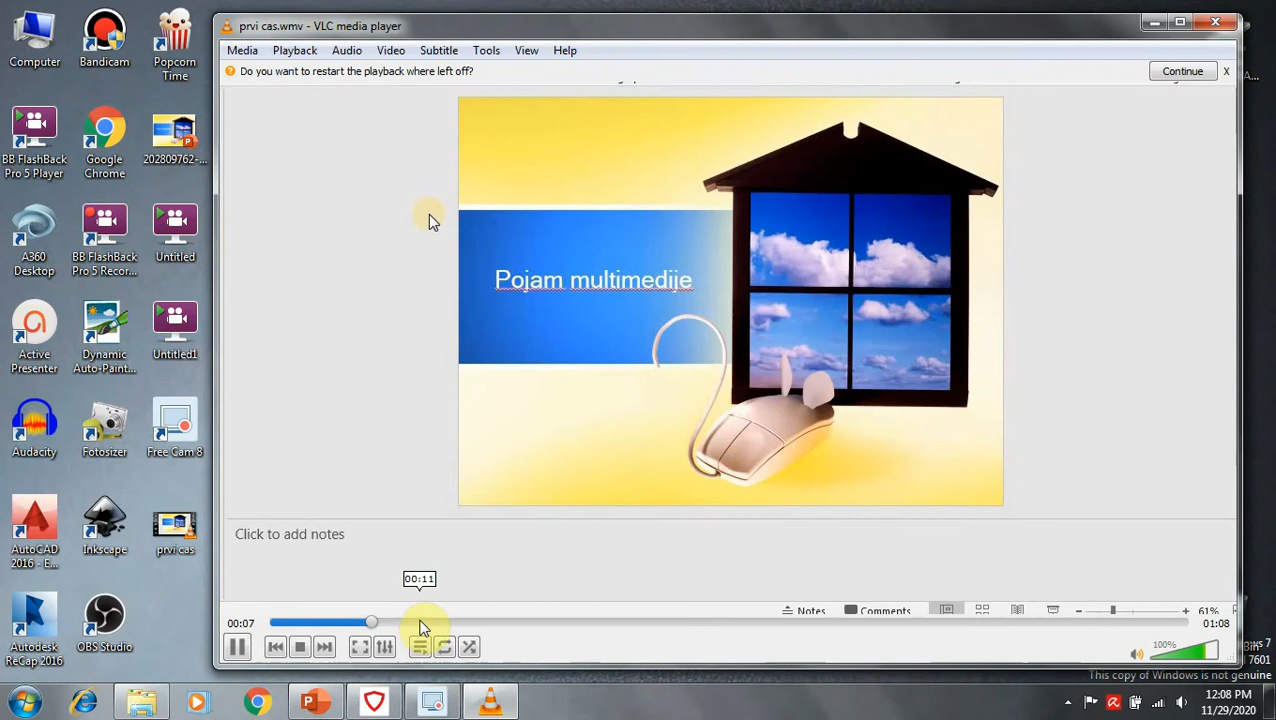 prvi cas.wmv - VLC media player
Media Playback Audio Video Subtitle Tools View Help
Do you want to restart the playback where left off?
Continue X
Computer
Bandicam
Popcorn Time
BB FlashBack Pro 5 Player
Google Chrome
202809762-...
A360 Desktop
BB FlashBack Pro 5 Recor...
Untitled
Active Presenter
Dynamic Auto-Paint...
Untitled1
Audacity
Fotosizer
Free Cam 8
AutoCAD 2016 - E...
Inkscape
prvi cas
Autodesk ReCap 2016
OBS Studio
Pojam multimedije
Click to add notes
00:11
Notes Comments 61%
00:07 01:08
100%
7601
This copy of Windows is not genuine
12:08 PM
11/29/2020